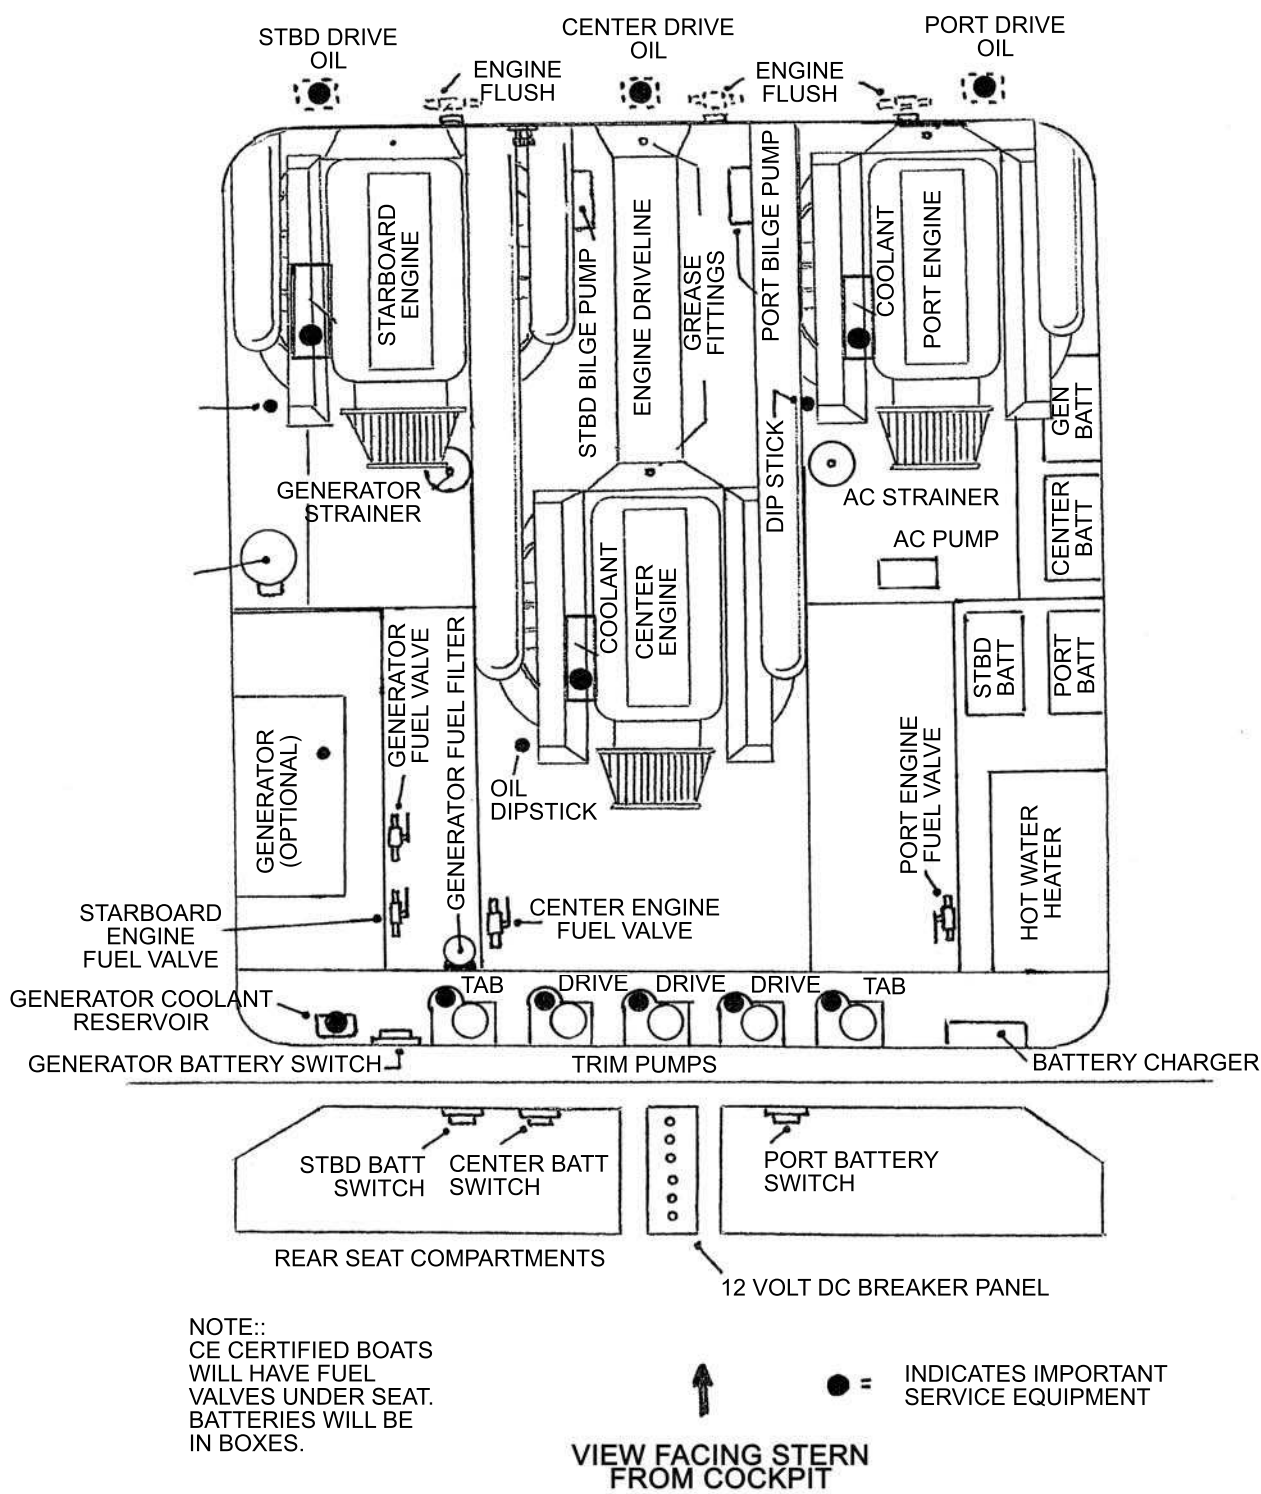 STBD DRIVE
OIL
CENTER DRIVE
OIL
PORT DRIVE
OIL
ENGINE
FLUSH
ENGINE
FLUSH
STARBOARD
ENGINE
STBD BILGE PUMP
ENGINE DRIVELINE
GREASE
FITTINGS
PORT BILGE PUMP
COOLANT
PORT ENGINE
GEN
BATT
DIP STICK
GENERATOR
STRAINER
AC STRAINER
CENTER
BATT
AC PUMP
COOLANT
CENTER
ENGINE
GENERATOR
FUEL VALVE
GENERATOR FUEL FILTER
STBD
BATT
PORT
BATT
GENERATOR
(OPTIONAL)
OIL
DIPSTICK
PORT ENGINE
FUEL VALVE
HOT WATER
HEATER
STARBOARD
ENGINE
FUEL VALVE
CENTER ENGINE
FUEL VALVE
TAB
DRIVE
DRIVE
DRIVE
TAB
GENERATOR COOLANT
RESERVOIR
GENERATOR BATTERY SWITCH
TRIM PUMPS
BATTERY CHARGER
STBD BATT
SWITCH
CENTER BATT
SWITCH
PORT BATTERY
SWITCH
REAR SEAT COMPARTMENTS
12 VOLT DC BREAKER PANEL
NOTE::
CE CERTIFIED BOATS
WILL HAVE FUEL
VALVES UNDER SEAT.
BATTERIES WILL BE
IN BOXES.
=
INDICATES IMPORTANT
SERVICE EQUIPMENT
VIEW FACING STERN
FROM COCKPIT